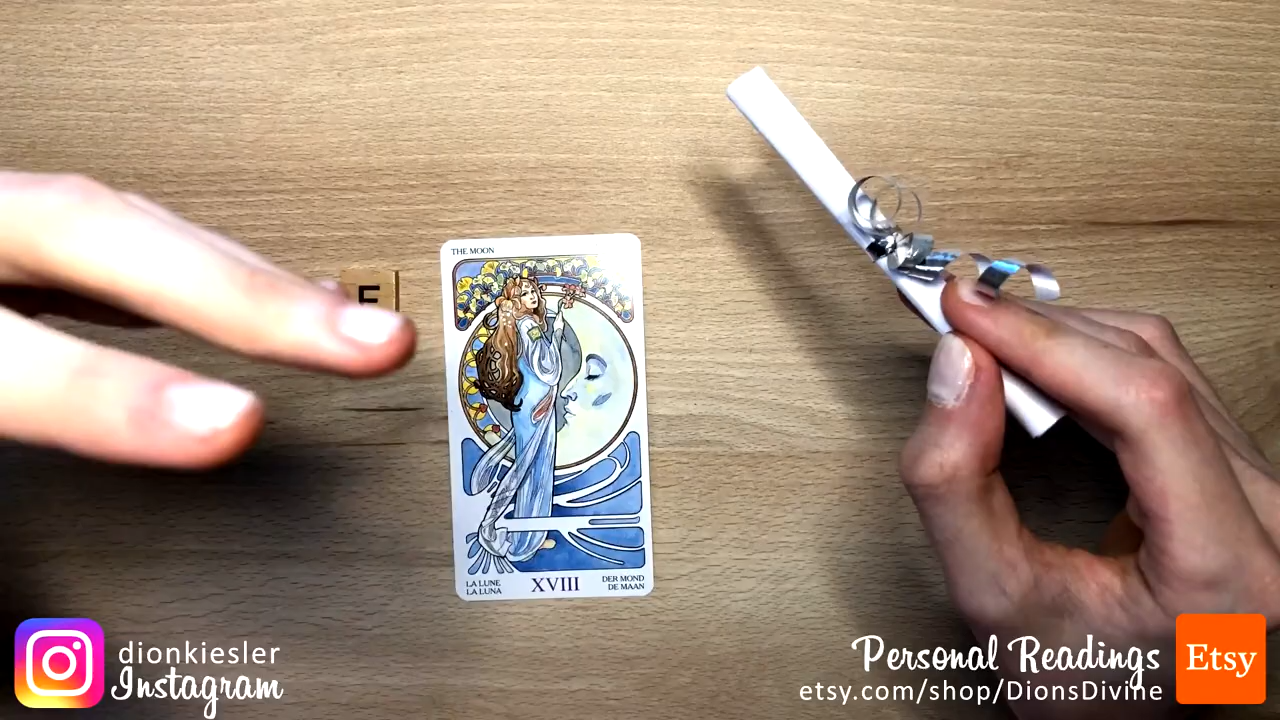 THE MOON
F
LA LUNE
LA LUNA
XVIII
DER MOND
DE MAAN
dionkiesler
Instagram
Personal Readings
etsy.com/shop/DionsDivine
Etsy